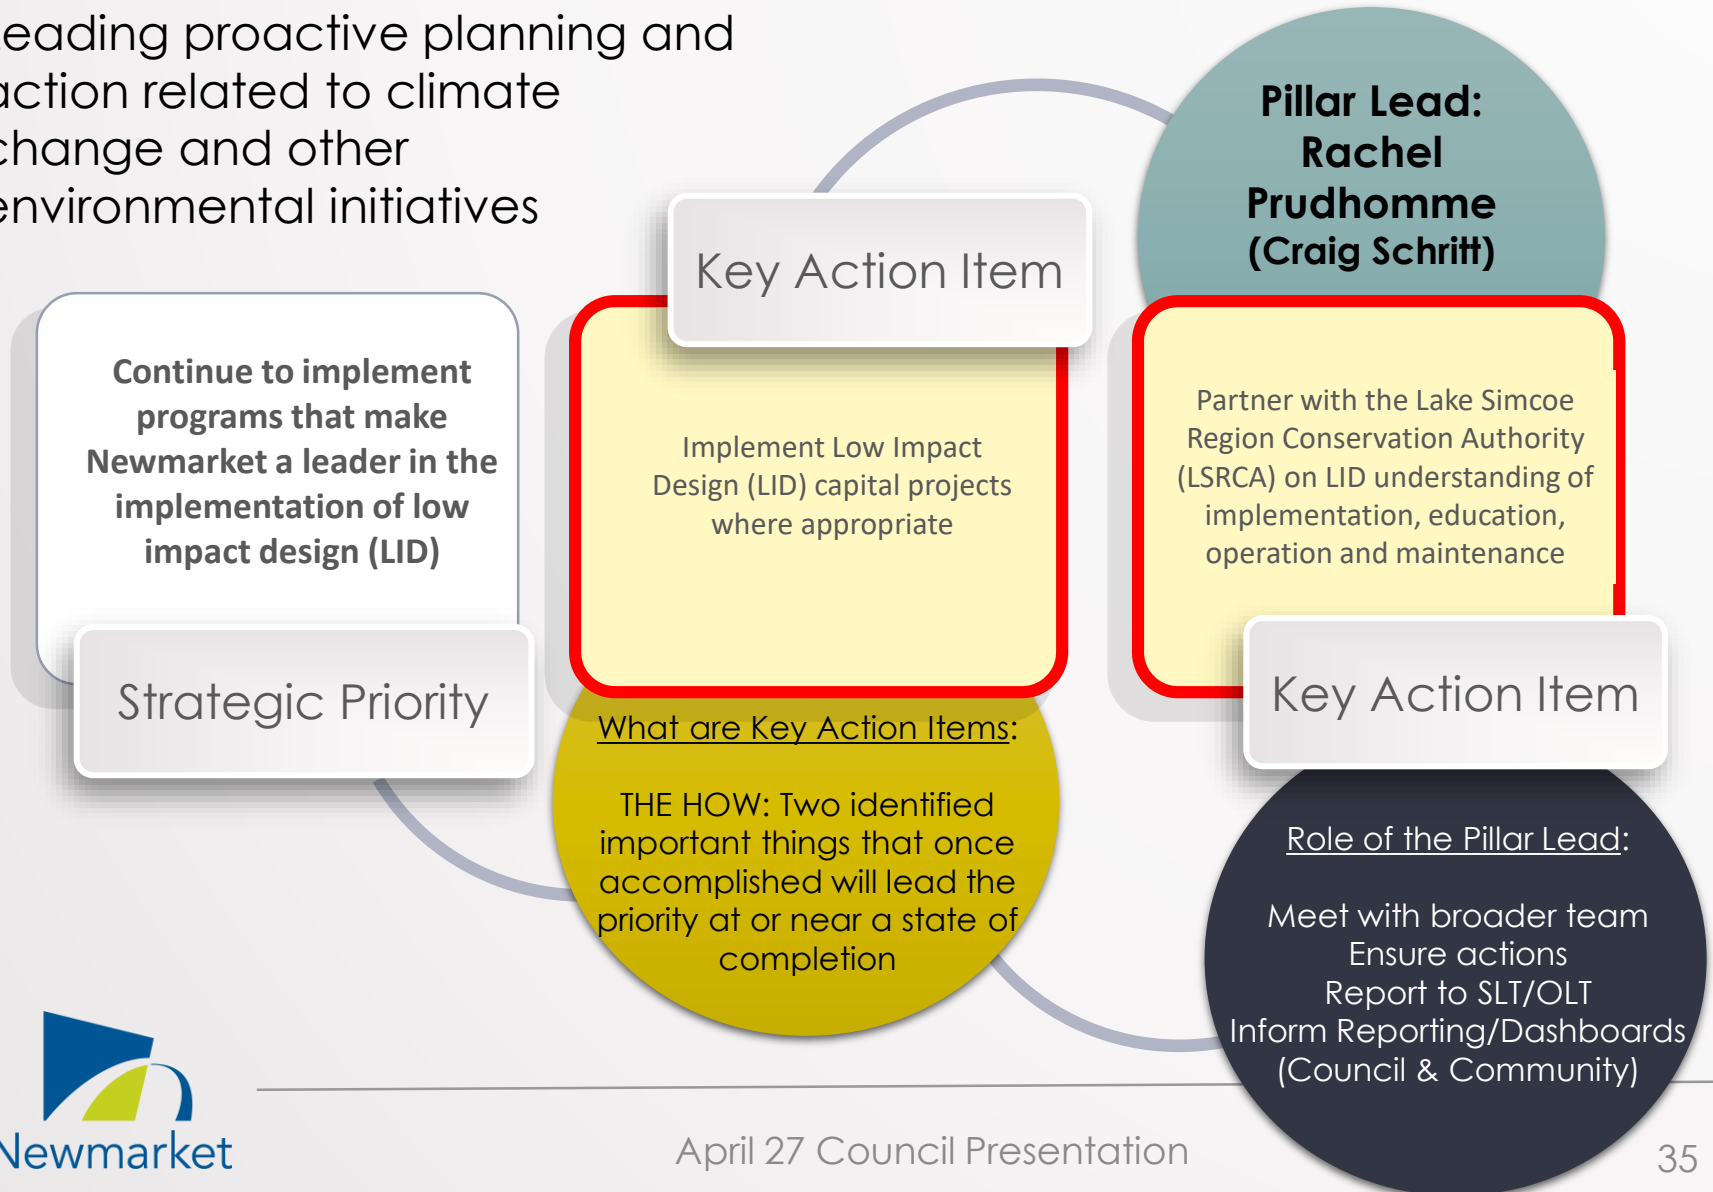 eading proactive planning and
action related to climate
change and other
environmental initiatives
Pillar Lead:
Rachel
Prudhomme
(Craig Schritt)
Key Action Item
Continue to implement
programs that make
Newmarket a leader in the
implementation of low
impact design (LID)
Strategic Priority
Implement Low Impact
Design (LID) capital projects
where appropriate
Partner with the Lake Simcoe
Region Conservation Authority
(LSRCA) on LID understanding of
implementation, education,
operation and maintenance
Key Action Item
What are Key Action Items:
THE HOW: Two identified
important things that once
accomplished will lead the
priority at or near a state of
completion
Role of the Pillar Lead:
Meet with broader team
Ensure actions
Report to SLT/OLT
Inform Reporting/Dashboards
(Council & Community)
Newmarket
April 27 Council Presentation
35